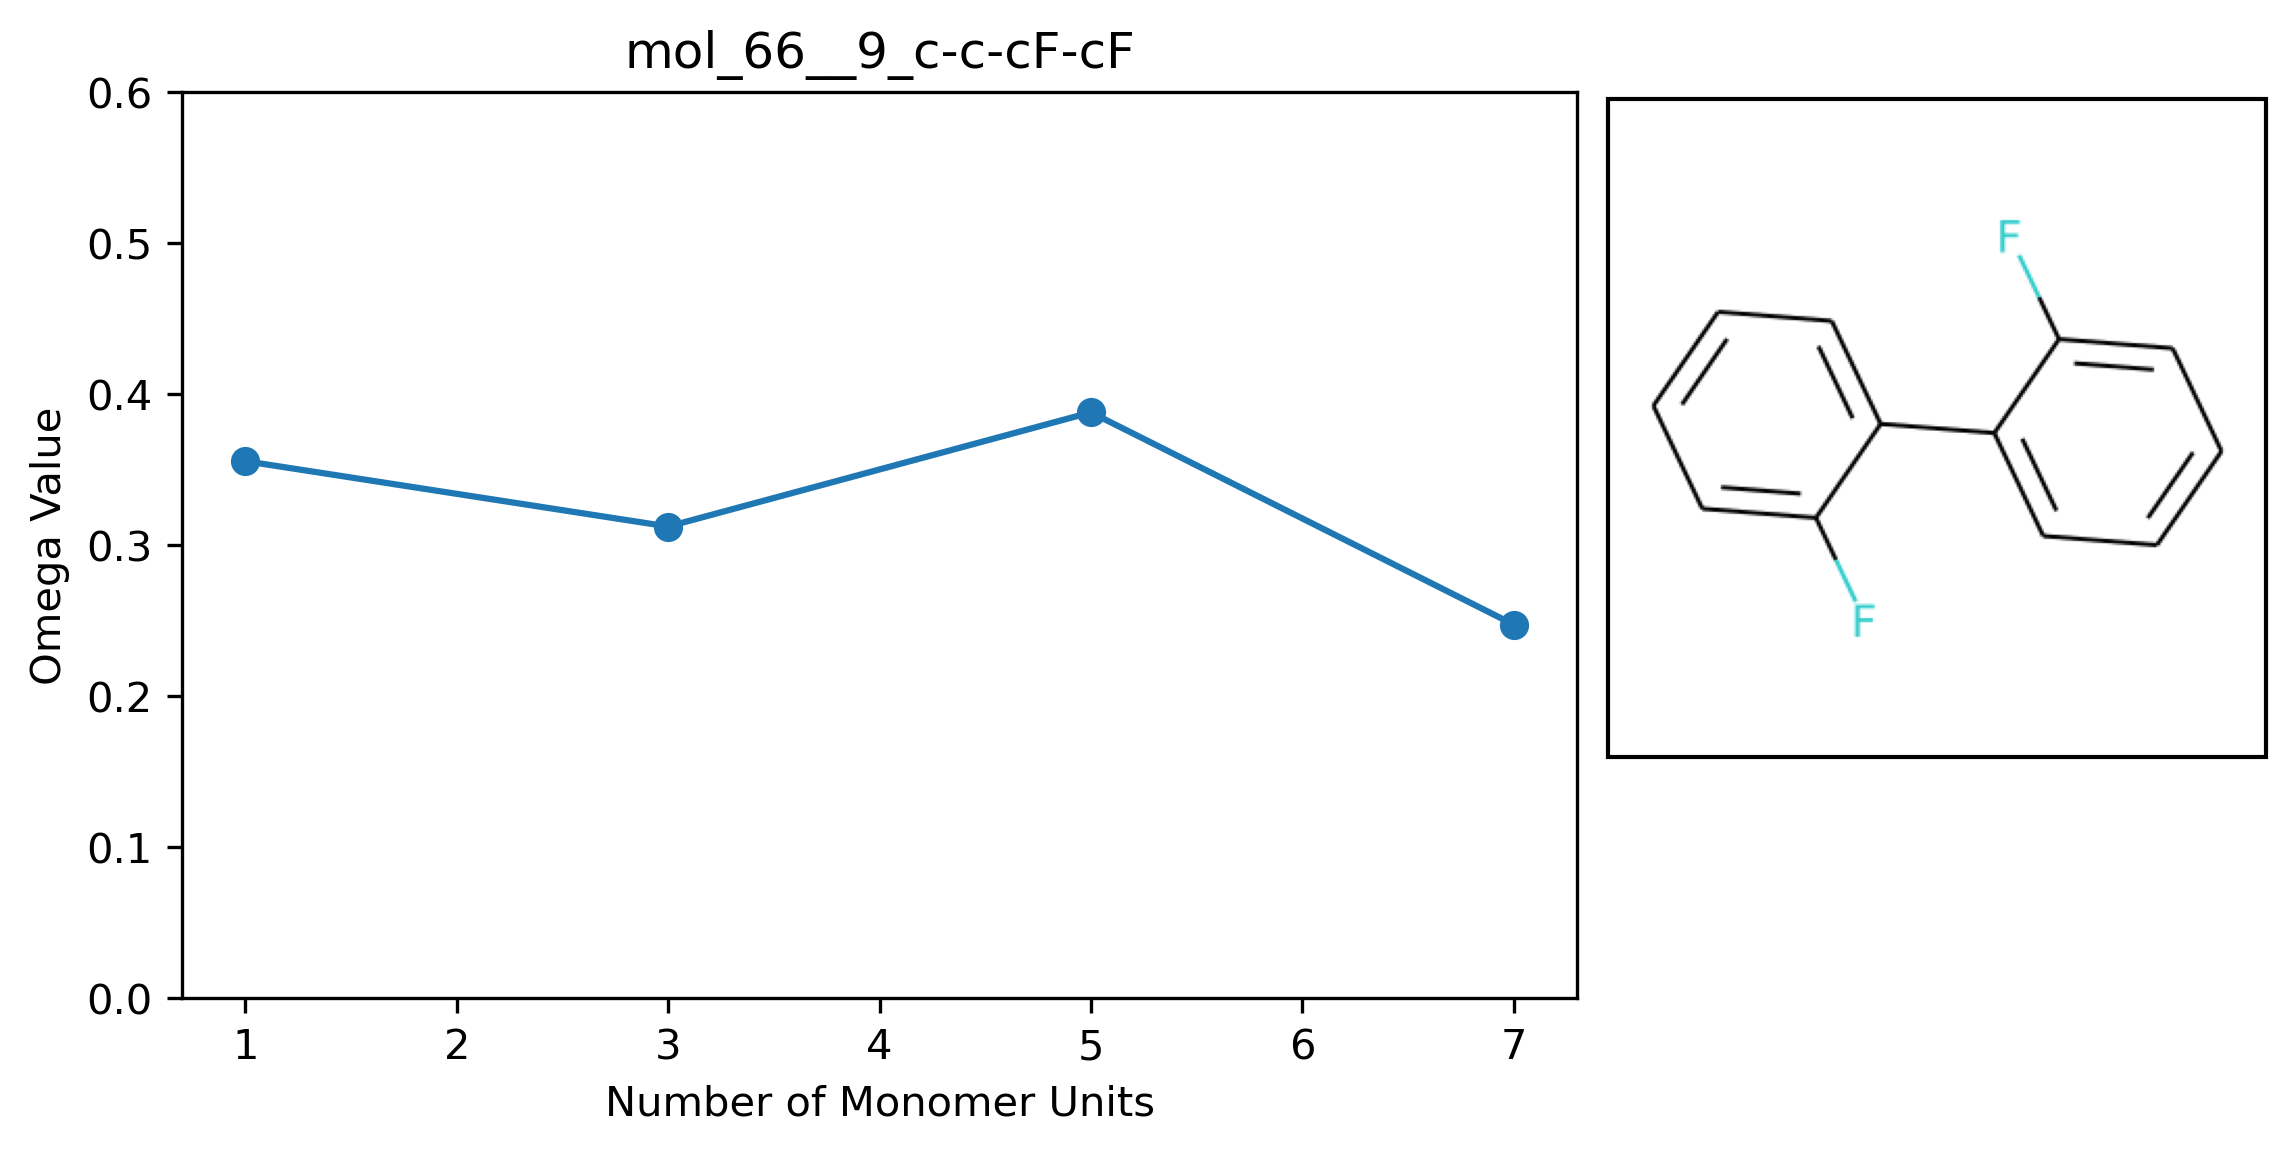 mol_66__9_c-c-cF-cF
0.6
0.5
0.4
0.3
0.2
0.1
0.0
Omega Value
1 2 3 4 5 6 7
Number of Monomer Units
F
F